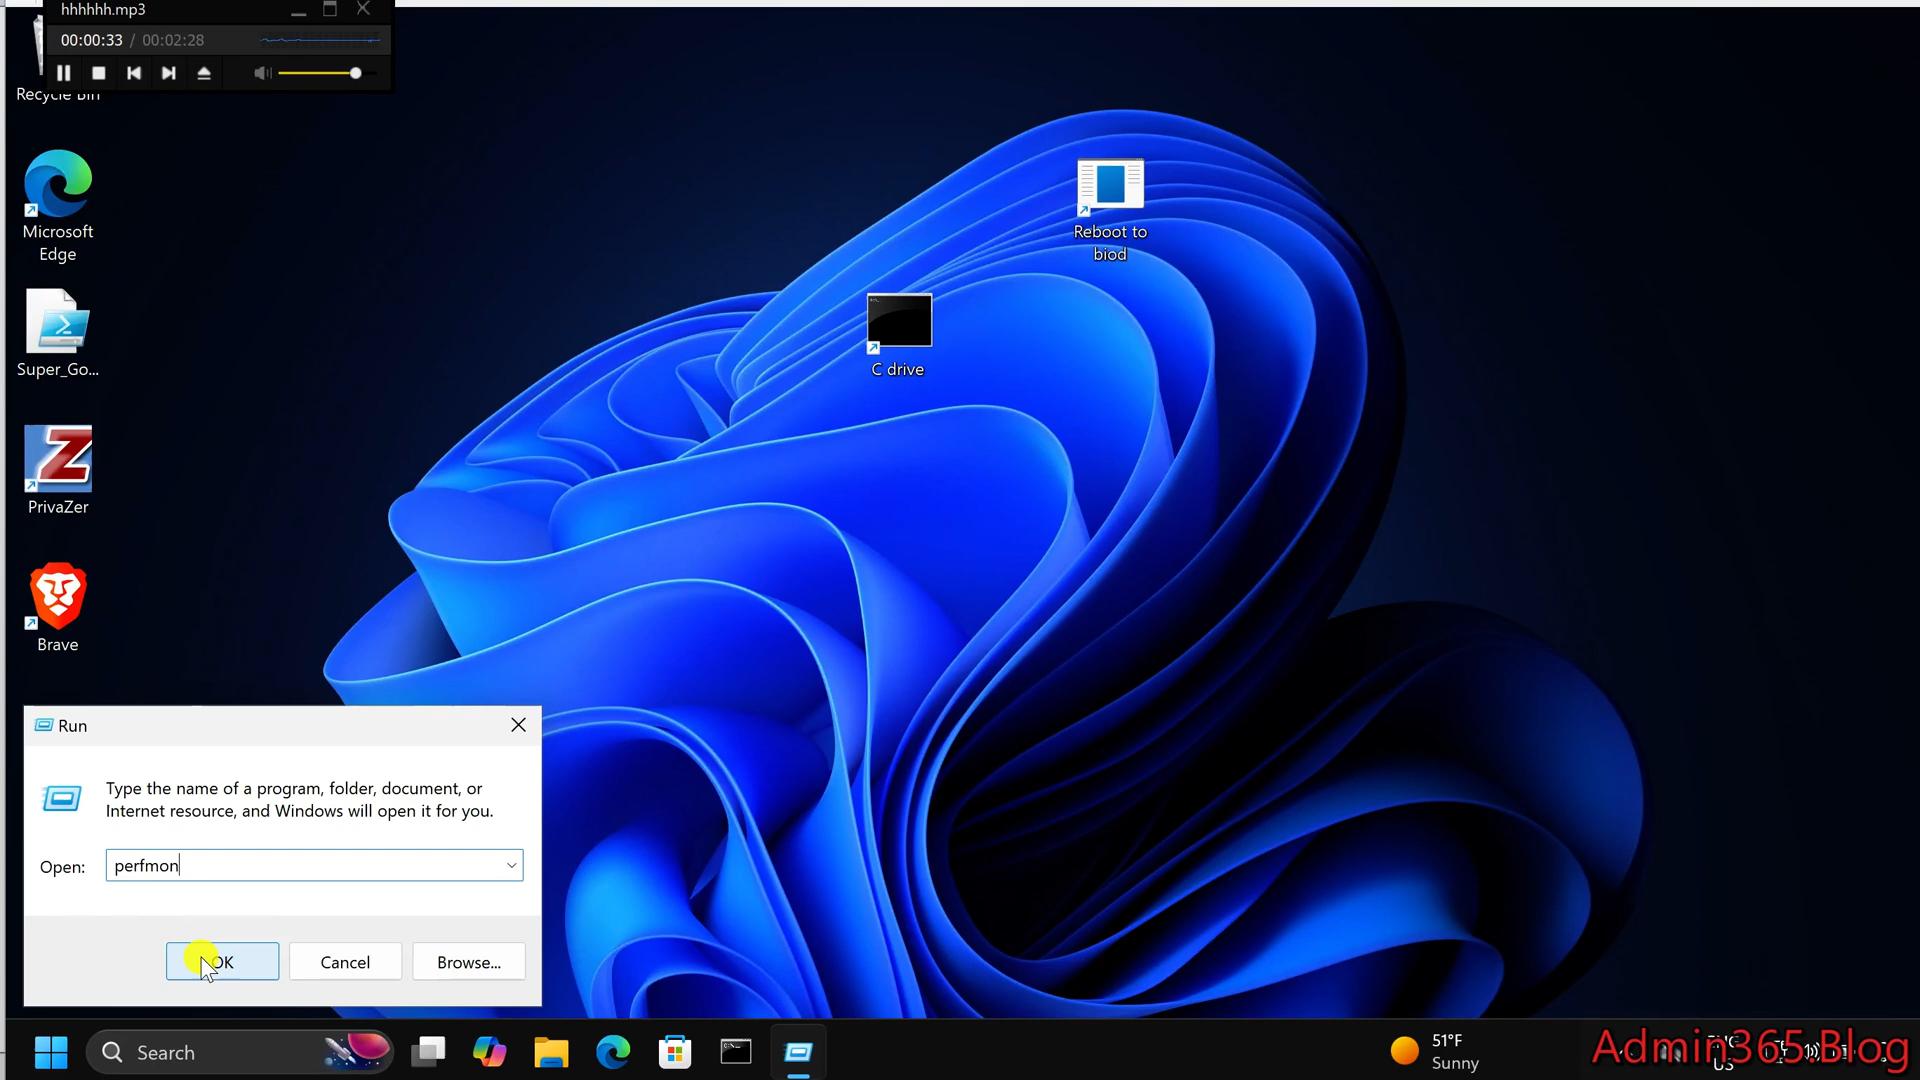 hhhhhh.mp3
00:00:33 / 00:02:28
Recycle Bin
Microsoft
Edge
Super_Go...
PrivaZer
Brave
Reboot to
biod
C drive
Run
Type the name of a program, folder, document, or
Internet resource, and Windows will open it for you.
Open: perfmon
OK
Cancel
Browse...
Search
51°F
Sunny
US
Admin365.Blog